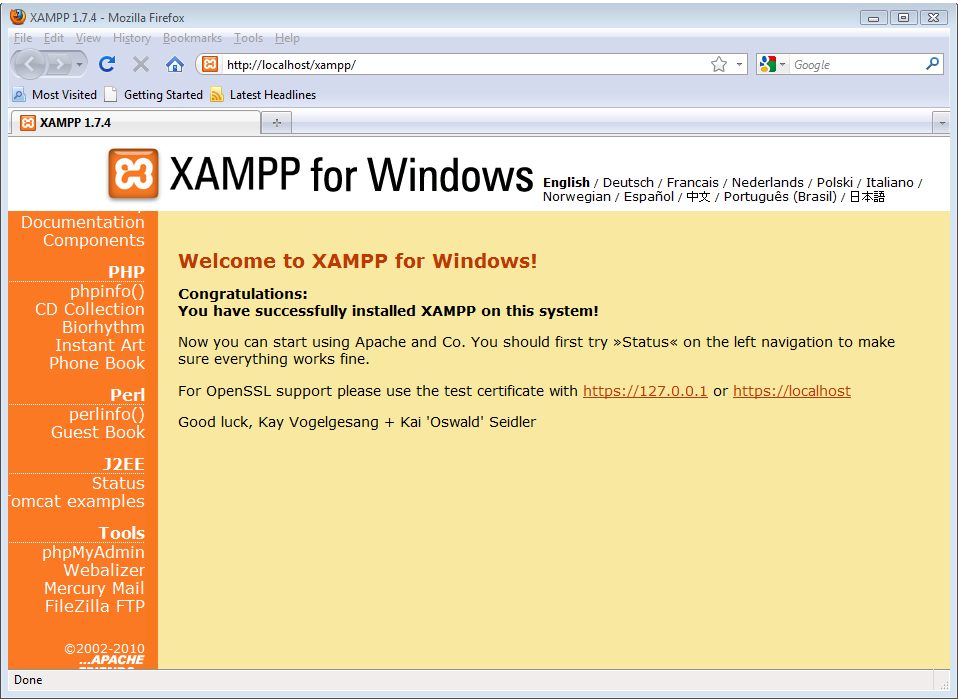 XAMPP 1.7.4 - Mozilla Firefox
File Edit View History Bookmarks Tools Help
http://localhost/xampp/
Google
Most Visited Getting Started Latest Headlines
XAMPP 1.7.4
XAMPP for Windows
English / Deutsch / Francais / Nederlands / Polski / Italiano /
Norwegian / Español / 中文 / Português (Brasil) / 日本語
Documentation
Components
PHP
phpinfo()
CD Collection
Biorhythm
Instant Art
Phone Book
Perl
perlinfo()
Guest Book
J2EE
Status
Tomcat examples
Tools
phpMyAdmin
Webalizer
Mercury Mail
FileZilla FTP
©2002-2010
...APACHE
FRIENDS...
Welcome to XAMPP for Windows!
Congratulations:
You have successfully installed XAMPP on this system!
Now you can start using Apache and Co. You should first try »Status« on the left navigation to make
sure everything works fine.
For OpenSSL support please use the test certificate with https://127.0.0.1 or https://localhost
Good luck, Kay Vogelgesang + Kai 'Oswald' Seidler
Done